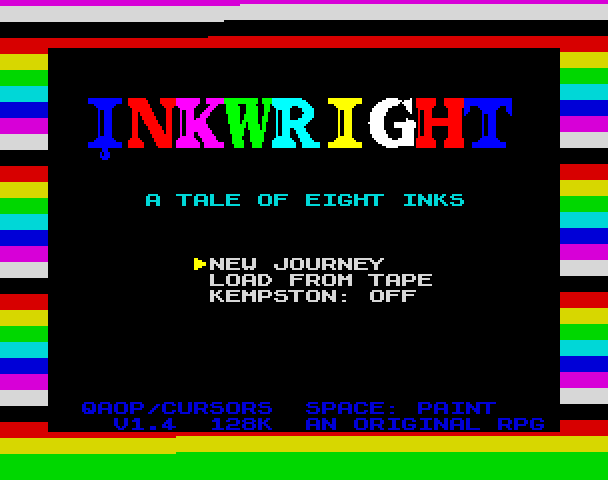 INKWRIGHT
A TALE OF EIGHT INKS
NEW JOURNEY
LOAD FROM TAPE
KEMPSTON: OFF
QAOP/CURSORS SPACE: PAINT
V1.4 128K AN ORIGINAL RPG